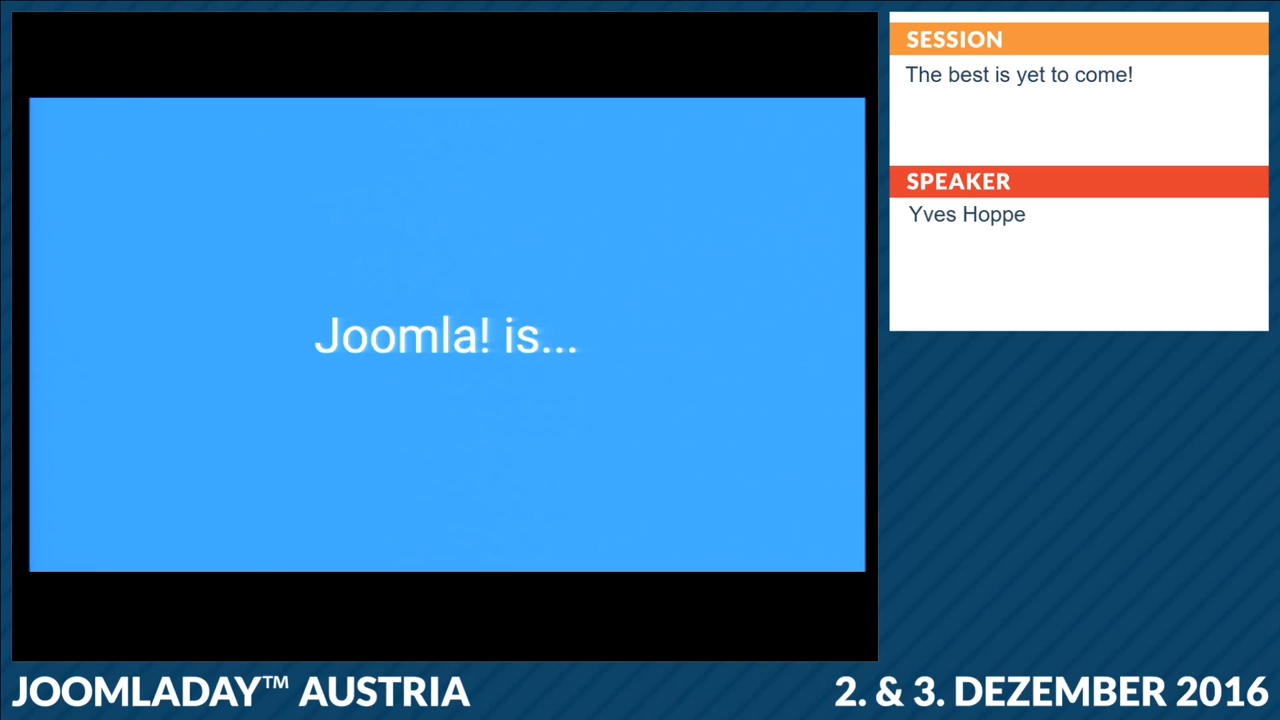 Joomla! is...
SESSION
The best is yet to come!
SPEAKER
Yves Hoppe
JOOMLADAY™ AUSTRIA
2. & 3. DEZEMBER 2016